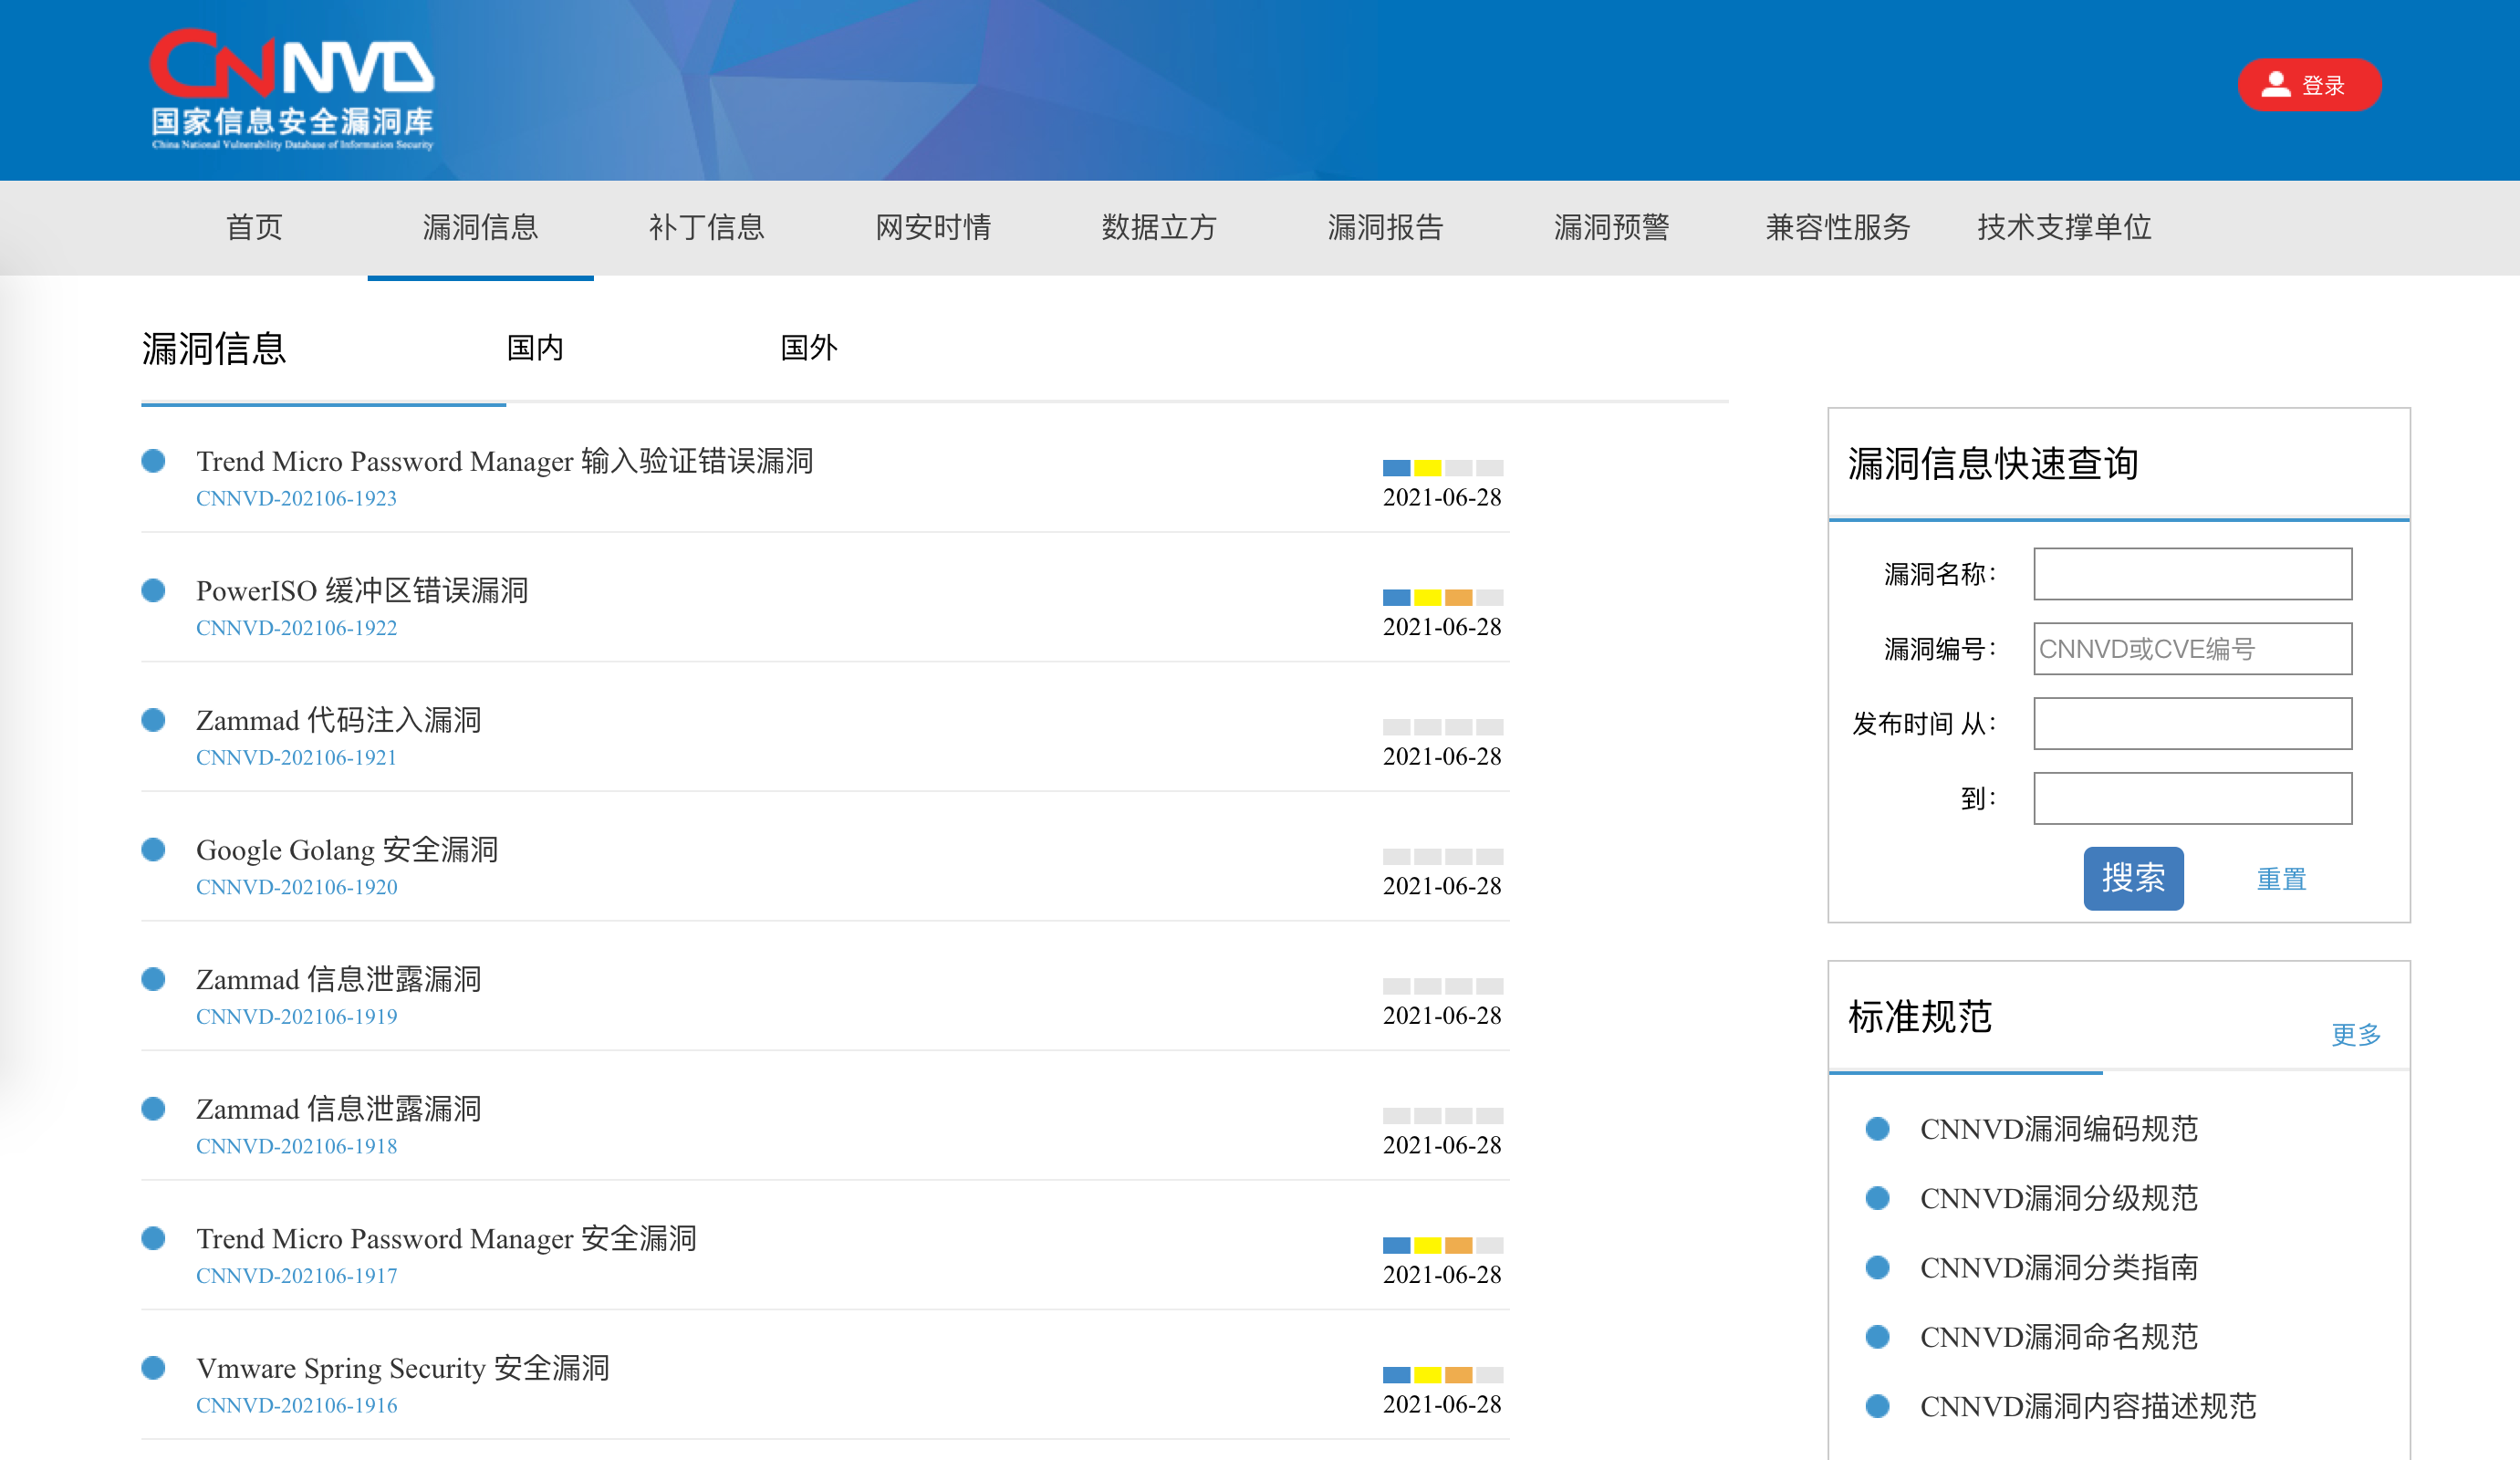 CNNVD
国家信息安全漏洞库
China National Vulnerability Database of Information Security
登录
首页 漏洞信息 补丁信息 网安时情 数据立方 漏洞报告 漏洞预警 兼容性服务 技术支撑单位
漏洞信息 国内 国外
Trend Micro Password Manager 输入验证错误漏洞
CNNVD-202106-1923 2021-06-28
PowerISO 缓冲区错误漏洞
CNNVD-202106-1922 2021-06-28
Zammad 代码注入漏洞
CNNVD-202106-1921 2021-06-28
Google Golang 安全漏洞
CNNVD-202106-1920 2021-06-28
Zammad 信息泄露漏洞
CNNVD-202106-1919 2021-06-28
Zammad 信息泄露漏洞
CNNVD-202106-1918 2021-06-28
Trend Micro Password Manager 安全漏洞
CNNVD-202106-1917 2021-06-28
Vmware Spring Security 安全漏洞
CNNVD-202106-1916 2021-06-28
漏洞信息快速查询
漏洞名称：
漏洞编号： CNNVD或CVE编号
发布时间 从：
到：
搜索 重置
标准规范
更多
CNNVD漏洞编码规范
CNNVD漏洞分级规范
CNNVD漏洞分类指南
CNNVD漏洞命名规范
CNNVD漏洞内容描述规范